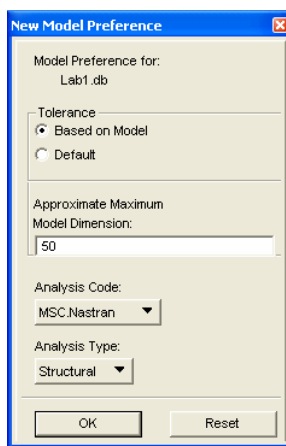 New Model Preference
Model Preference for:
Lab1.db
Tolerance
Based on Model
Default
Approximate Maximum
Model Dimension:
50
Analysis Code:
MSC.Nastran
Analysis Type:
Structural
OK
Reset